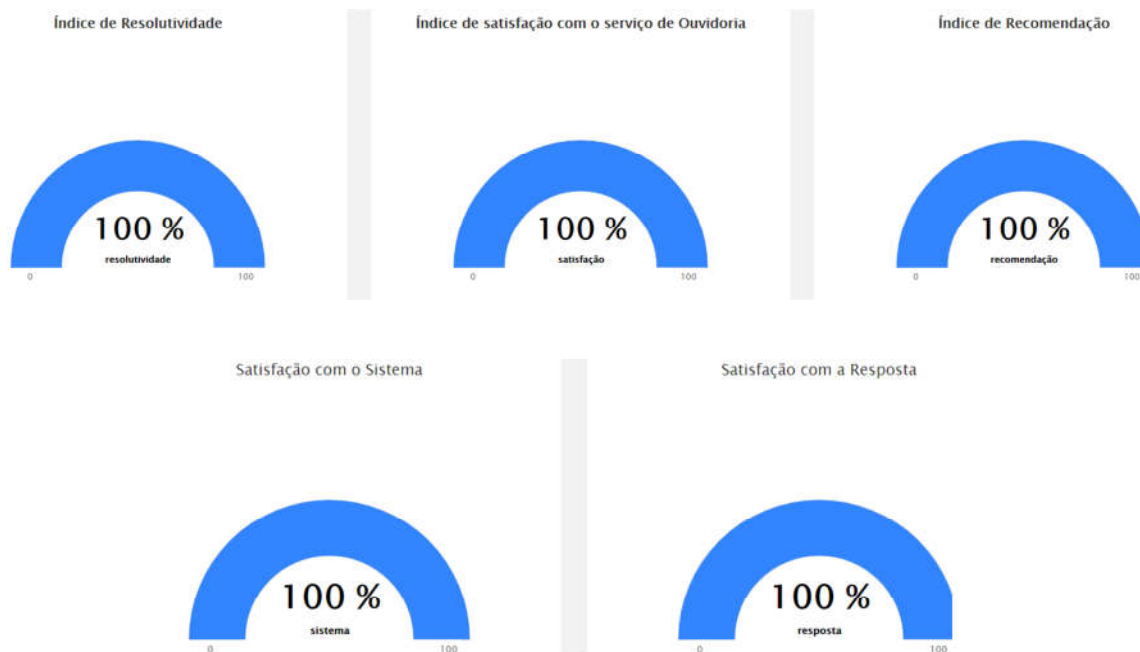 Índice de Resolutividade
Índice de satisfação com o serviço de Ouvidoria
Índice de Recomendação
100 %
resolutividade
0
100
100 %
satisfação
0
100
100 %
recomendação
0
100
Satisfação com o Sistema
Satisfação com a Resposta
100 %
sistema
0
100
100 %
resposta
0
100